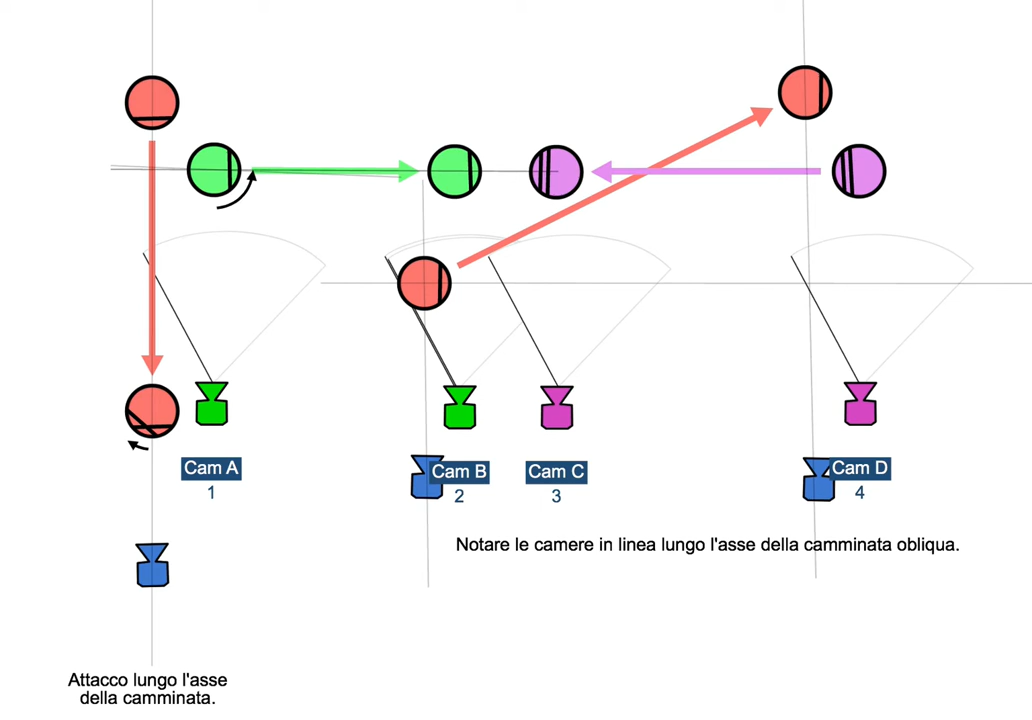 Cam A
1
Cam B
2
Cam C
3
Cam D
4
Notare le camere in linea lungo l'asse della camminata obliqua.
Attacco lungo l'asse
della camminata.